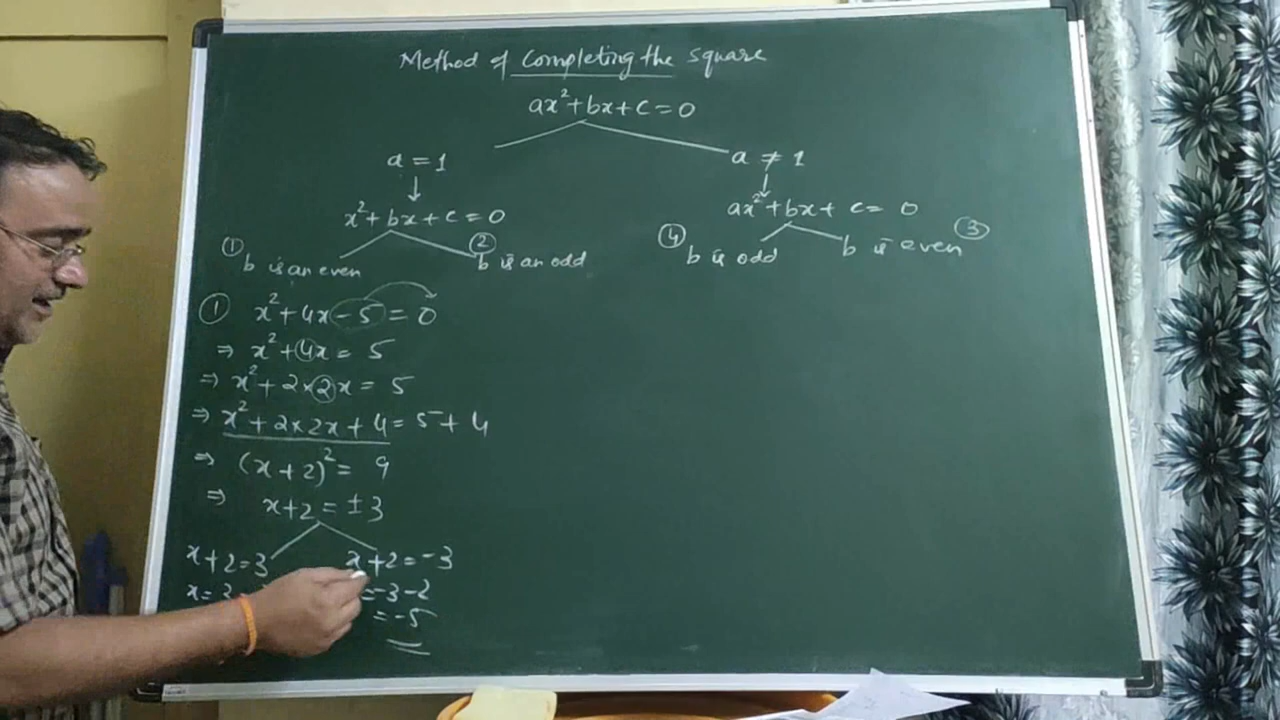 Method of Completing the square
ax²+bx+c=0
a=1 a≠1
↓ ↓
x²+bx+c=0 ax²+bx+c=0
① b is an even ② b is an odd ④ b is odd b is even ③
① x²+4x-5=0
⇒ x²+4x=5
⇒ x²+2×2x=5
⇒ x²+2×2x+4=5+4
⇒ (x+2)²=9
⇒ x+2=±3
x+2=3 x+2=-3
x=3 =-3-2
=-5